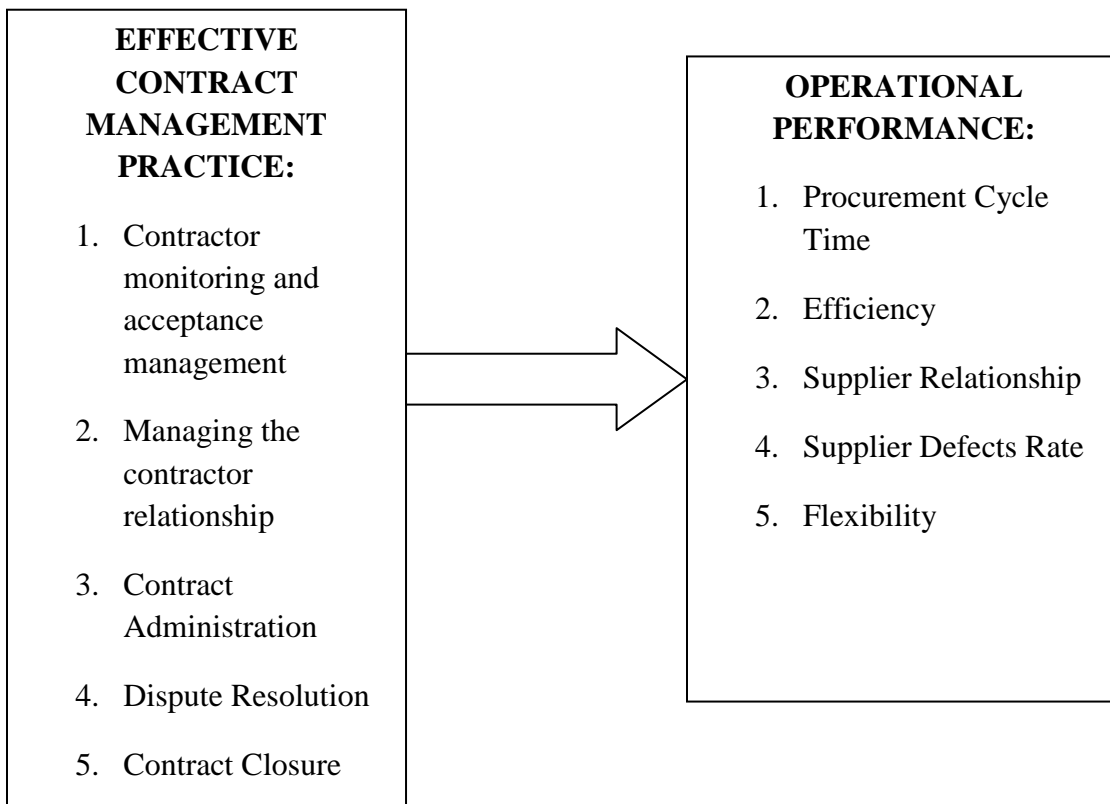 EFFECTIVE
CONTRACT
MANAGEMENT
PRACTICE:
1. Contractor
monitoring and
acceptance
management
2. Managing the
contractor
relationship
3. Contract
Administration
4. Dispute Resolution
5. Contract Closure
OPERATIONAL
PERFORMANCE:
1. Procurement Cycle
Time
2. Efficiency
3. Supplier Relationship
4. Supplier Defects Rate
5. Flexibility